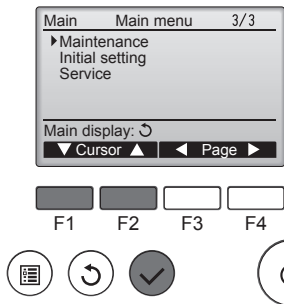 Main Main menu 3/3
Maintenance
Initial setting
Service
Main display:
Cursor Page
F1 F2 F3 F4